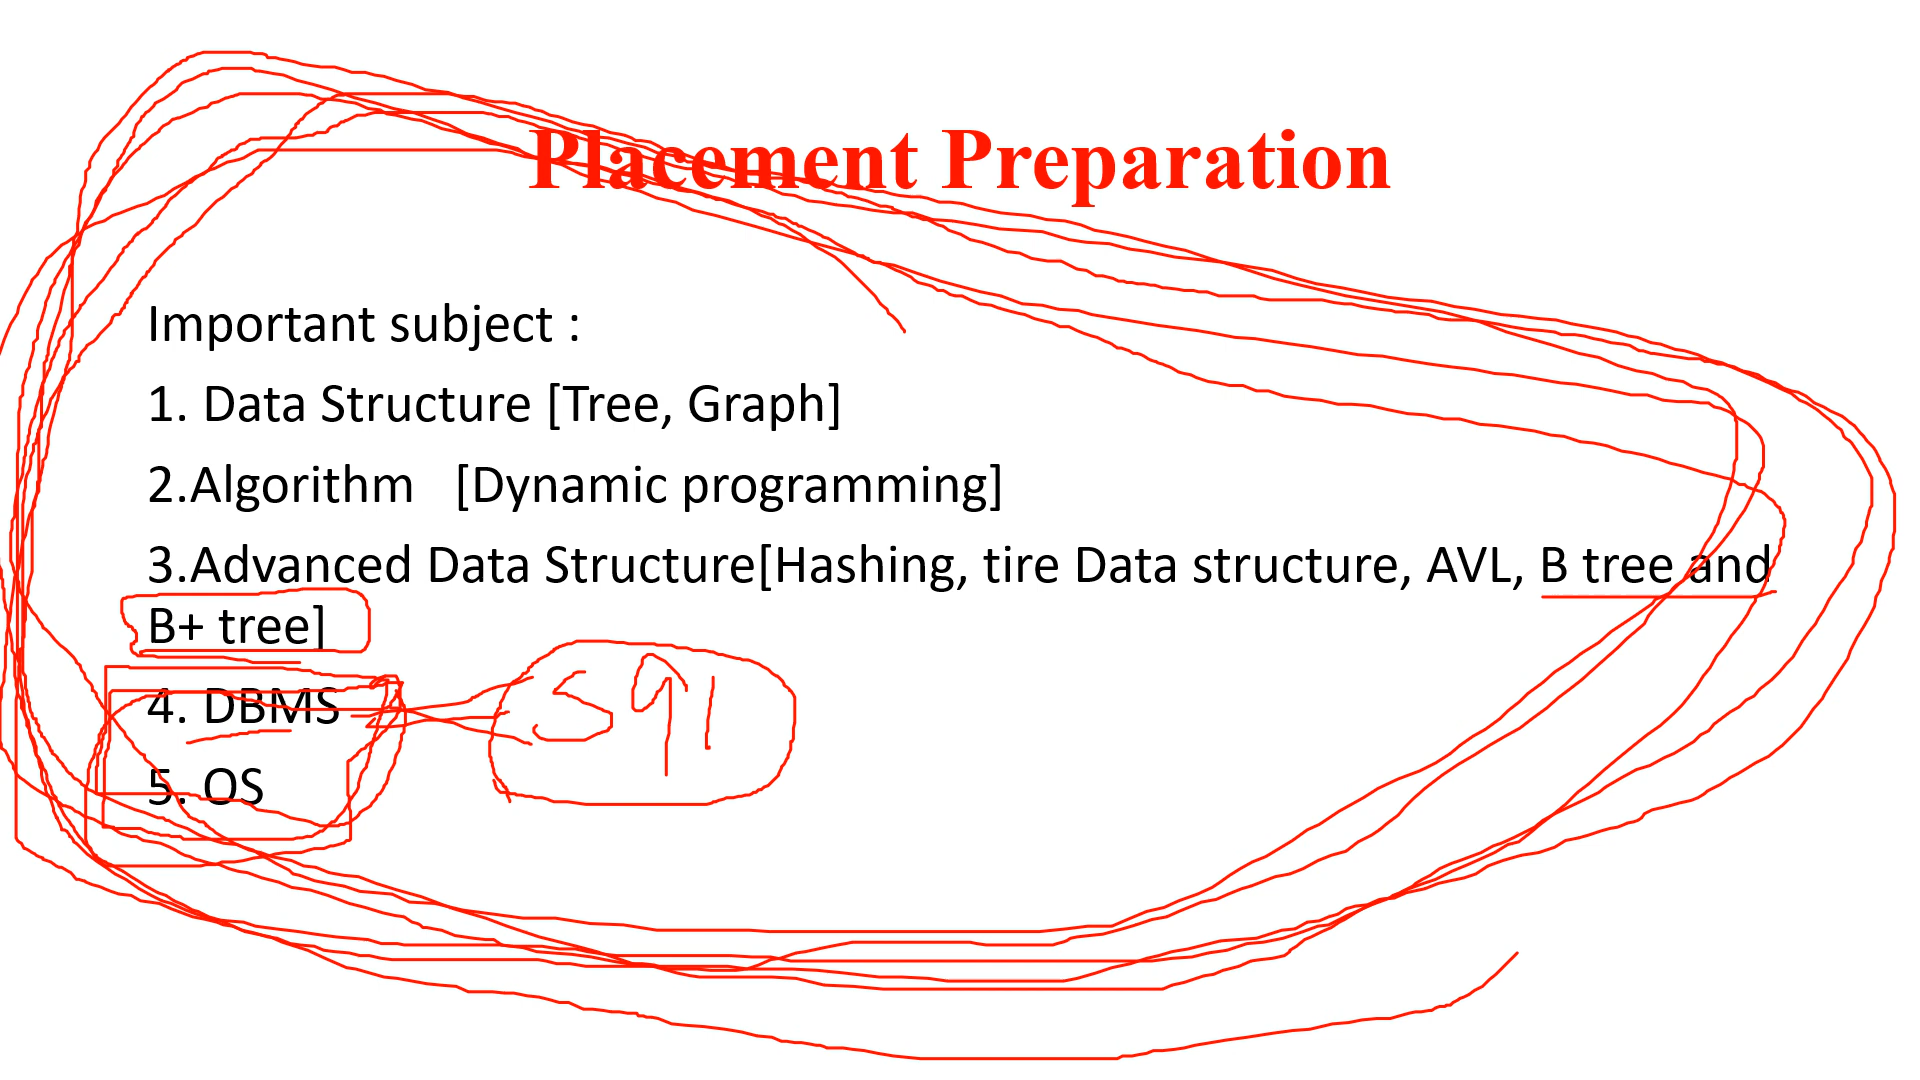 Placement Preparation
Important subject :
1. Data Structure [Tree, Graph]
2.Algorithm [Dynamic programming]
3.Advanced Data Structure[Hashing, tire Data structure, AVL, B tree and
B+ tree]
4. DBMS
5. OS